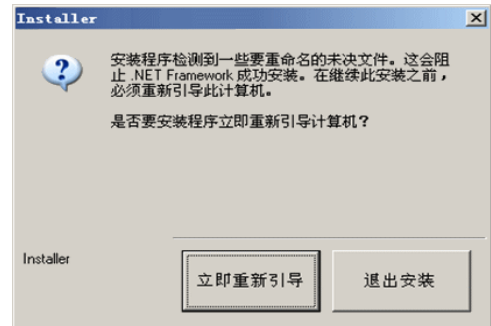 Installer
安装程序检测到一些要重命名的未决文件。这会阻
止 .NET Framework 成功安装。在继续此安装之前，
必须重新引导此计算机。
是否要安装程序立即重新引导计算机？
Installer
立即重新引导
退出安装